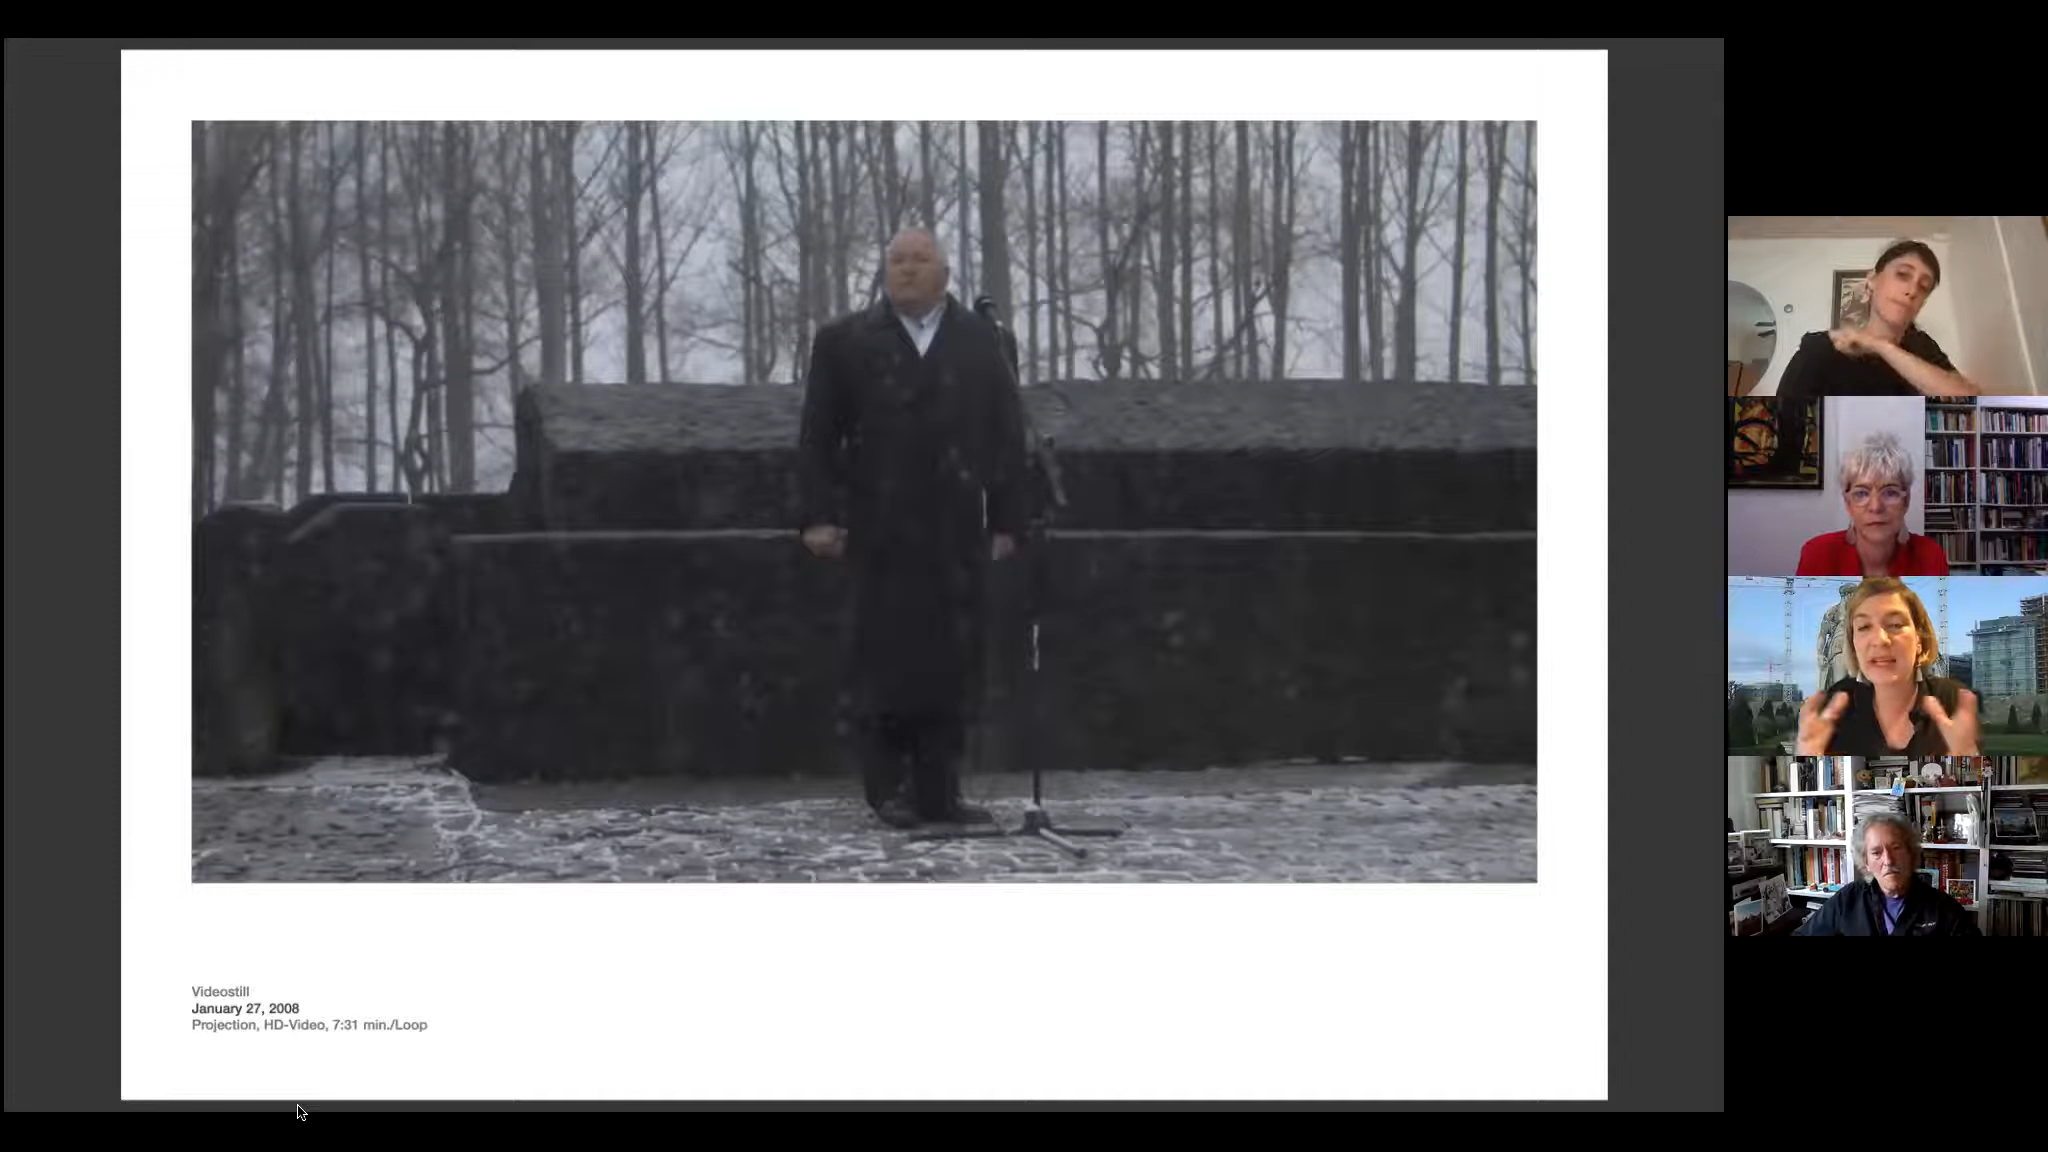 Videostill
January 27, 2008
Projection, HD-Video, 7:31 min./Loop